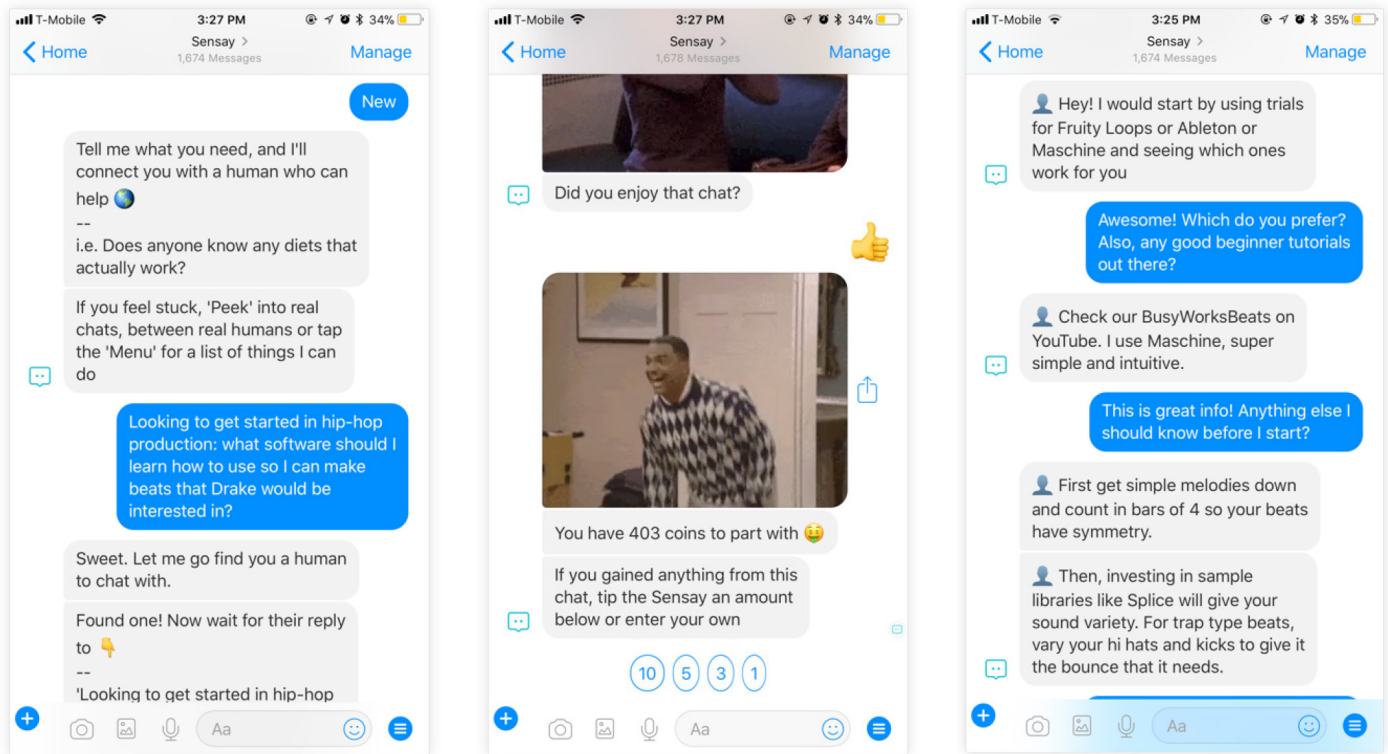 T-Mobile 3:27 PM 34%
Home Sensay > Manage
1,674 Messages
New
Tell me what you need, and I'll
connect you with a human who can
help 🌎
--
i.e. Does anyone know any diets that
actually work?
If you feel stuck, 'Peek' into real
chats, between real humans or tap
the 'Menu' for a list of things I can
do
Looking to get started in hip-hop
production: what software should I
learn how to use so I can make
beats that Drake would be
interested in?
Sweet. Let me go find you a human
to chat with.
Found one! Now wait for their reply
to 👇
--
'Looking to get started in hip-hop
Aa
T-Mobile 3:27 PM 34%
Home Sensay > Manage
1,678 Messages
Did you enjoy that chat?
👍
You have 403 coins to part with 🤑
If you gained anything from this
chat, tip the Sensay an amount
below or enter your own
10 5 3 1
Aa
T-Mobile 3:25 PM 35%
Home Sensay > Manage
1,674 Messages
👤 Hey! I would start by using trials
for Fruity Loops or Ableton or
Maschine and seeing which ones
work for you
Awesome! Which do you prefer?
Also, any good beginner tutorials
out there?
👤 Check our BusyWorksBeats on
YouTube. I use Maschine, super
simple and intuitive.
This is great info! Anything else I
should know before I start?
👤 First get simple melodies down
and count in bars of 4 so your beats
have symmetry.
👤 Then, investing in sample
libraries like Splice will give your
sound variety. For trap type beats,
vary your hi hats and kicks to give it
the bounce that it needs.
Aa